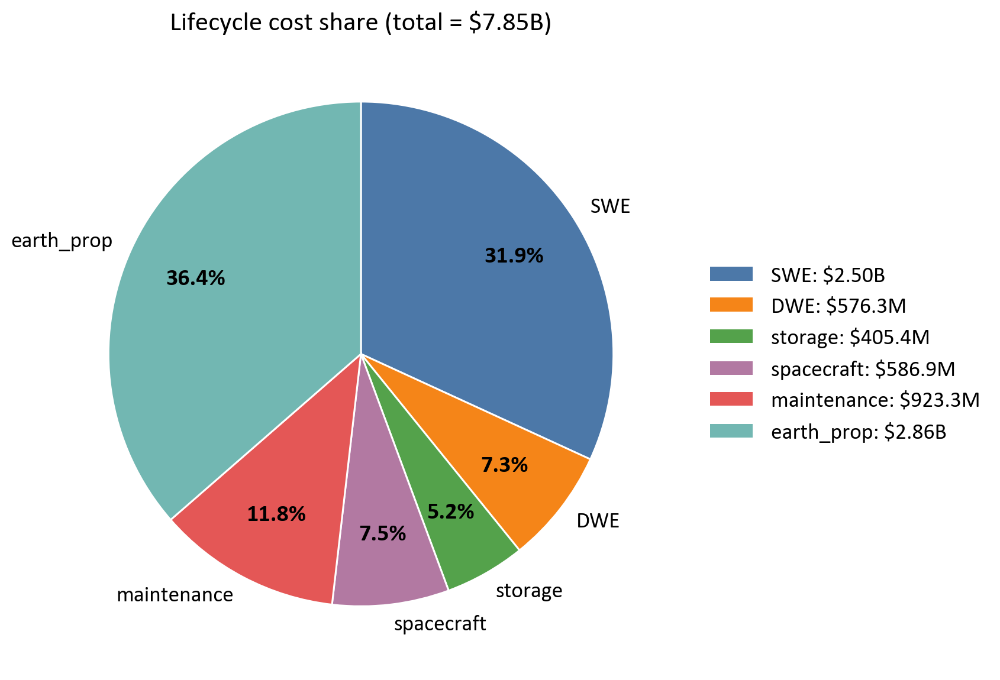 Lifecycle cost share (total = $7.85B)
SWE
earth_prop
31.9%
36.4%
7.3%
5.2%
11.8%
7.5%
DWE
storage
maintenance
spacecraft
SWE: $2.50B
DWE: $576.3M
storage: $405.4M
spacecraft: $586.9M
maintenance: $923.3M
earth_prop: $2.86B